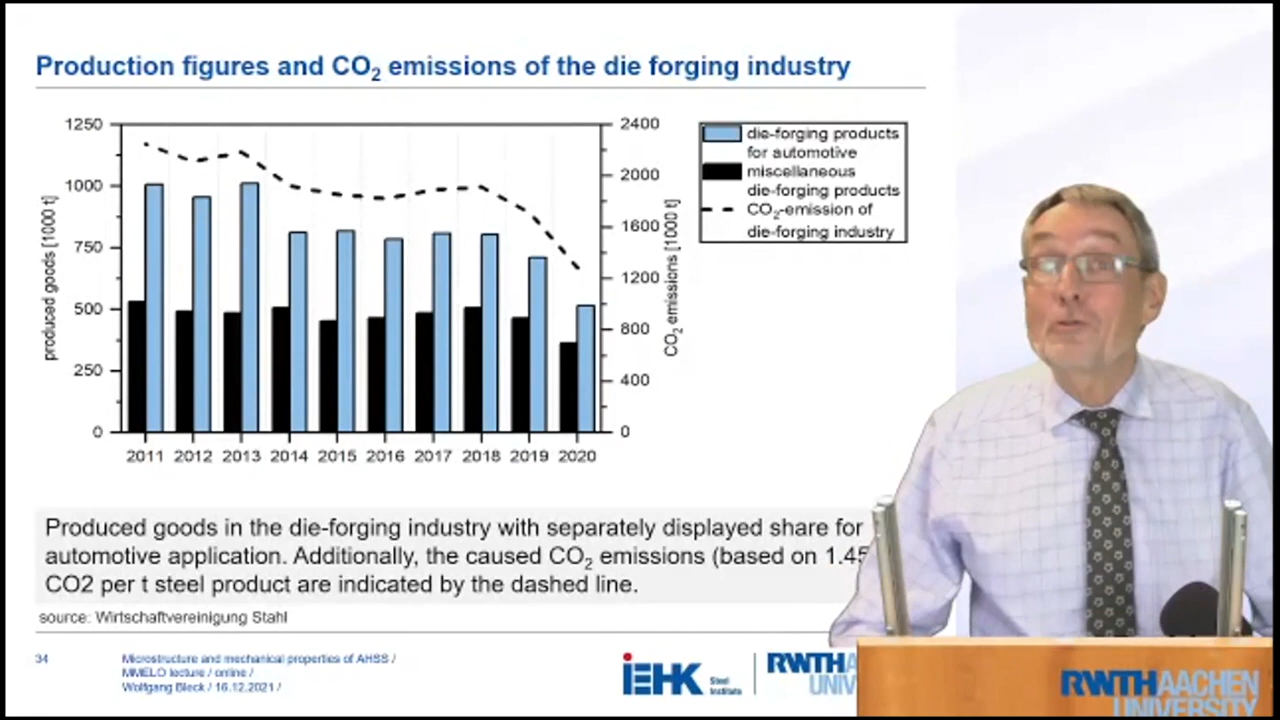 Production figures and CO₂ emissions of the die forging industry
1250
1000
750
500
250
0
produced goods [1000 t]
2400
2000
1600
1200
800
400
0
CO₂ emissions [1000 t]
2011 2012 2013 2014 2015 2016 2017 2018 2019 2020
die-forging products
for automotive
miscellaneous
die-forging products
CO₂-emission of
die-forging industry
Produced goods in the die-forging industry with separately displayed share for
automotive application. Additionally, the caused CO₂ emissions (based on 1.45
CO2 per t steel product are indicated by the dashed line.
source: Wirtschaftvereinigung Stahl
34
Microstructure and mechanical properties of AHSS /
MMELO lecture / online /
Wolfgang Bleck / 16.12.2021 /
iEHK
Steel
Institute
RWTHA
UNIV
RWTHAACHEN
UNIVERSITY